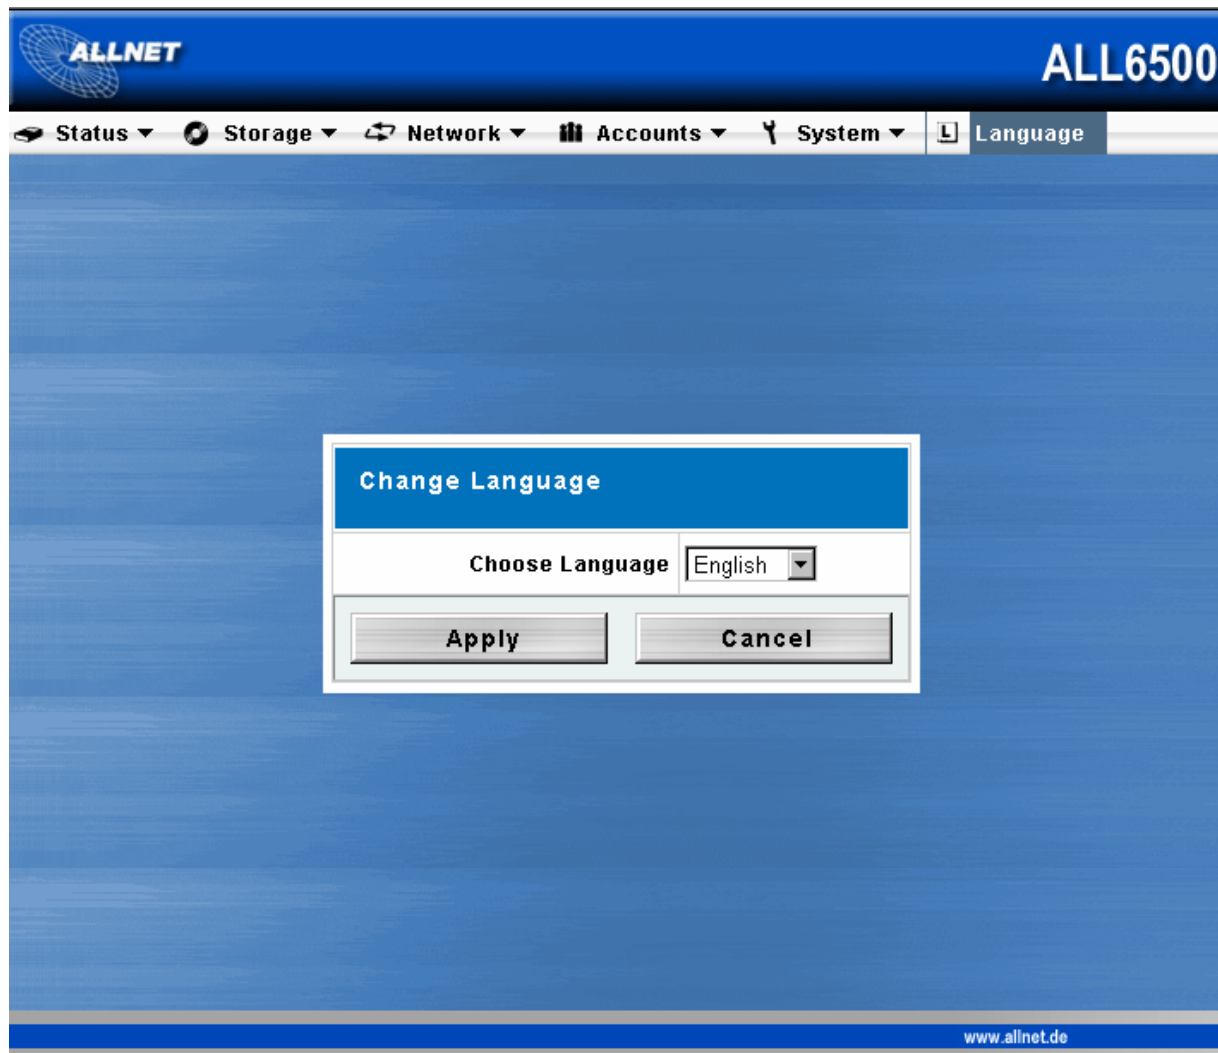 ALLNET
ALL6500
Status Storage Network Accounts System L Language
Change Language
Choose Language English
Apply Cancel
www.allnet.de